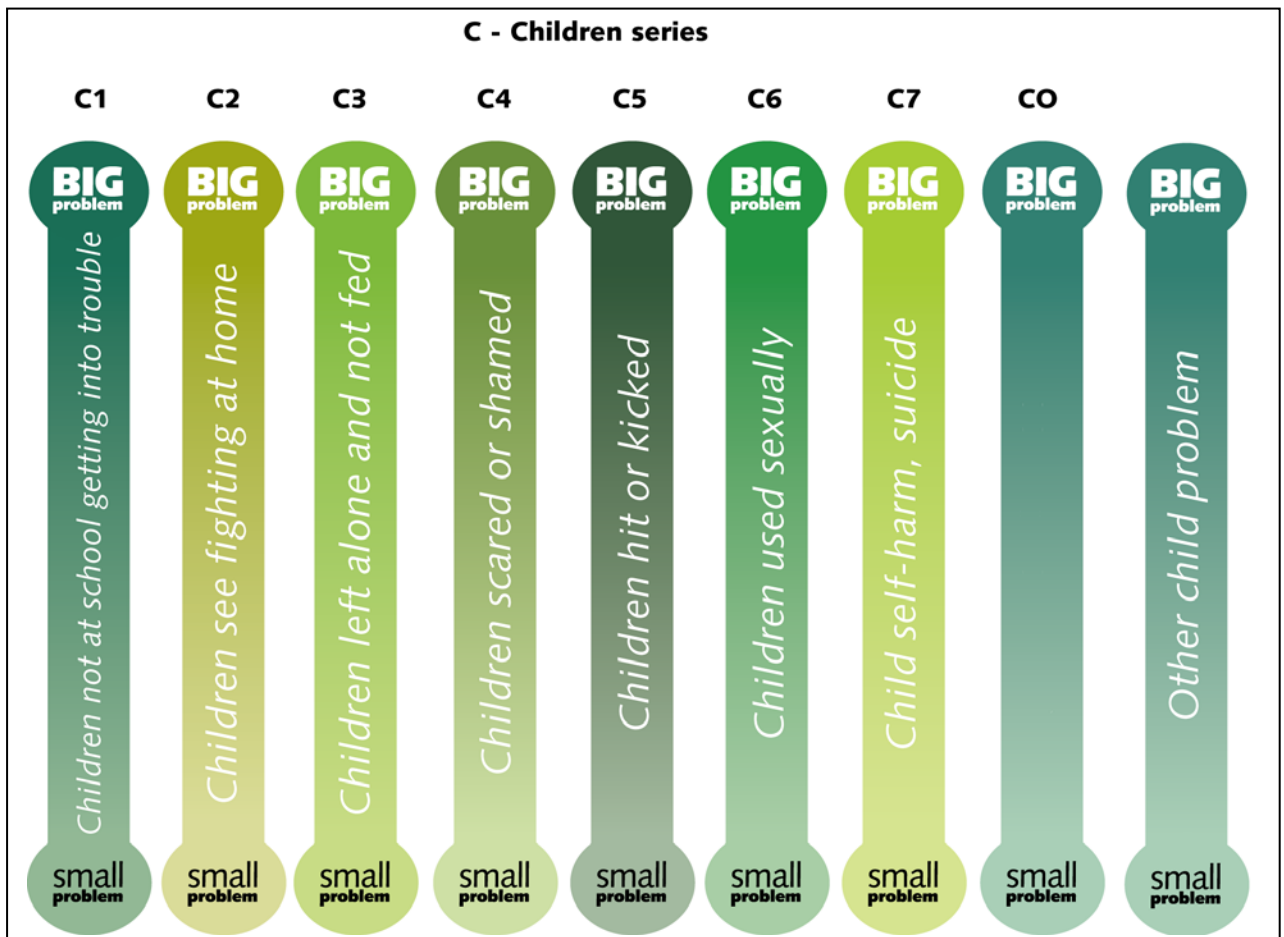 C - Children series
C1 C2 C3 C4 C5 C6 C7 CO
BIG
problem
BIG
problem
BIG
problem
BIG
problem
BIG
problem
BIG
problem
BIG
problem
BIG
problem
BIG
problem
Children not at school getting into trouble
Children see fighting at home
Children left alone and not fed
Children scared or shamed
Children hit or kicked
Children used sexually
Child self-harm, suicide
Other child problem
small
problem
small
problem
small
problem
small
problem
small
problem
small
problem
small
problem
small
problem
small
problem